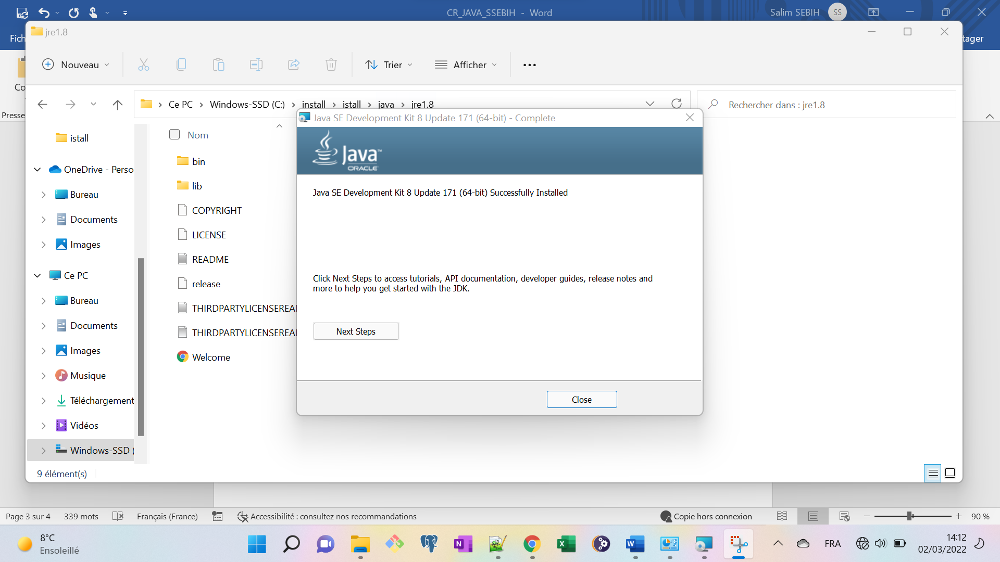 CR_JAVA_SSEBIH - Word
Salim SEBIH
SS
Fich
tager
jre1.8
Nouveau
Trier
Afficher
Co
Presse
Ce PC
Windows-SSD (C:)
install
istall
java
jre1.8
Rechercher dans : jre1.8
istall
OneDrive - Perso
Bureau
Documents
Images
Ce PC
Bureau
Documents
Images
Musique
Téléchargement
Vidéos
Windows-SSD (
Nom
bin
lib
COPYRIGHT
LICENSE
README
release
THIRDPARTYLICENSEREA
THIRDPARTYLICENSEREA
Welcome
9 élément(s)
Java SE Development Kit 8 Update 171 (64-bit) - Complete
Java™
ORACLE
Java SE Development Kit 8 Update 171 (64-bit) Successfully Installed
Click Next Steps to access tutorials, API documentation, developer guides, release notes and
more to help you get started with the JDK.
Next Steps
Close
Page 3 sur 4
339 mots
Français (France)
Accessibilité : consultez nos recommandations
Copie hors connexion
90 %
8°C
Ensoleillé
N
X
W
FRA
14:12
02/03/2022